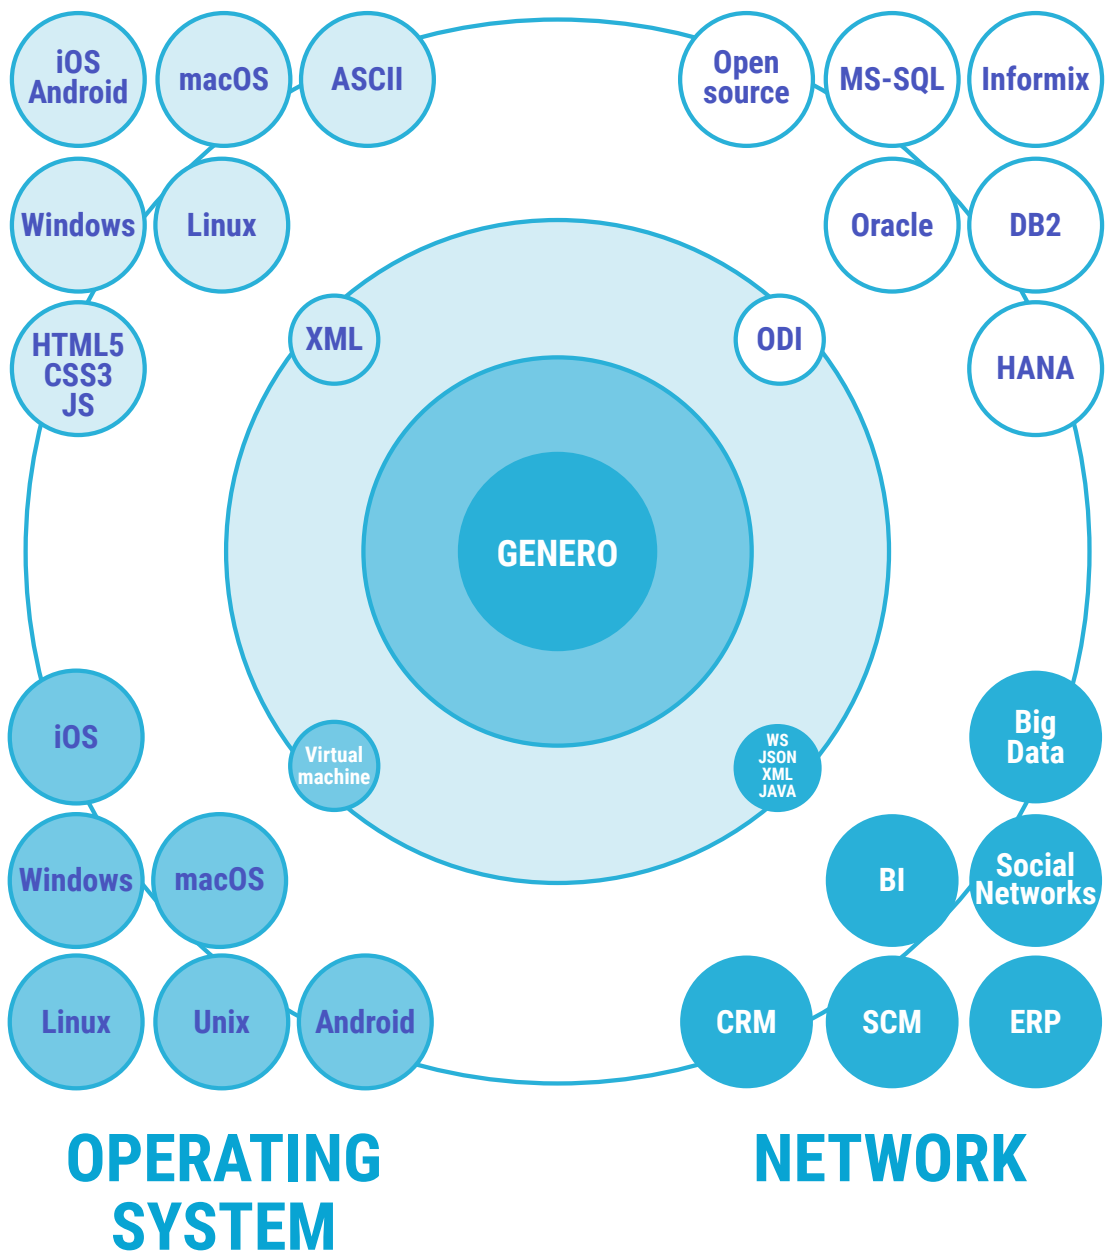 iOS
Android
macOS
ASCII
Open
source
MS-SQL
Informix
Windows
Linux
Oracle
DB2
HTML5
CSS3
JS
XML
ODI
HANA
GENERO
iOS
Virtual
machine
WS
JSON
XML
JAVA
Big
Data
Windows
macOS
BI
Social
Networks
Linux
Unix
Android
CRM
SCM
ERP
OPERATING
SYSTEM
NETWORK